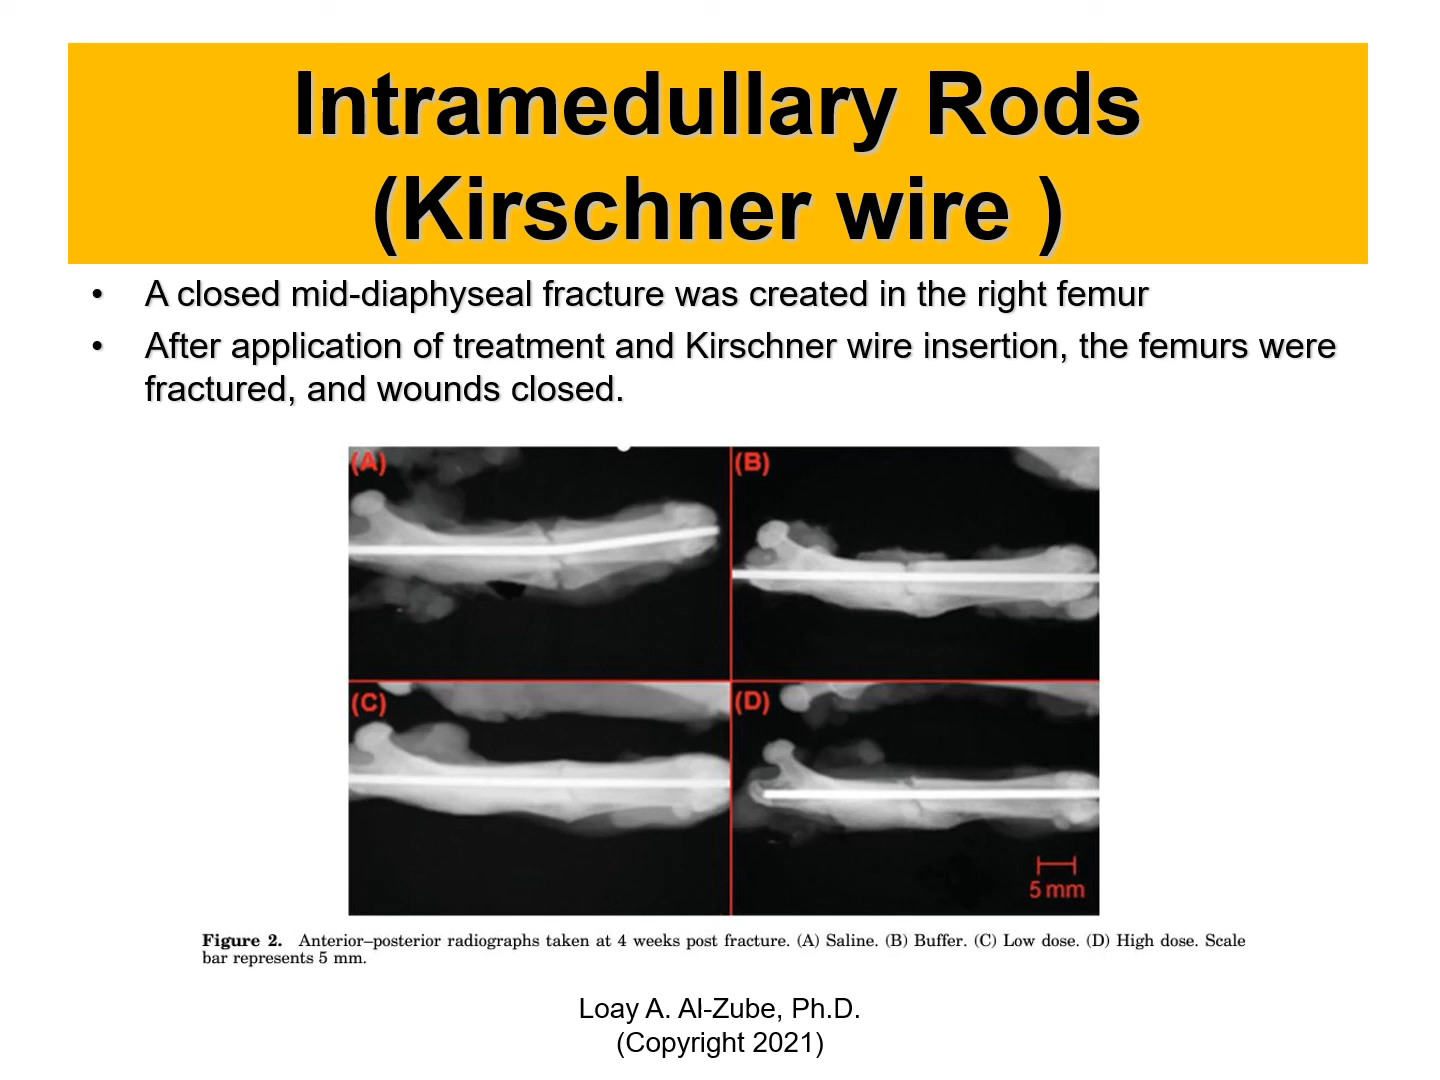 Intramedullary Rods
(Kirschner wire )
• A closed mid-diaphyseal fracture was created in the right femur
• After application of treatment and Kirschner wire insertion, the femurs were
fractured, and wounds closed.
(A)
(B)
(C)
(D)
5 mm
Figure 2. Anterior–posterior radiographs taken at 4 weeks post fracture. (A) Saline. (B) Buffer. (C) Low dose. (D) High dose. Scale
bar represents 5 mm.
Loay A. Al-Zube, Ph.D.
(Copyright 2021)